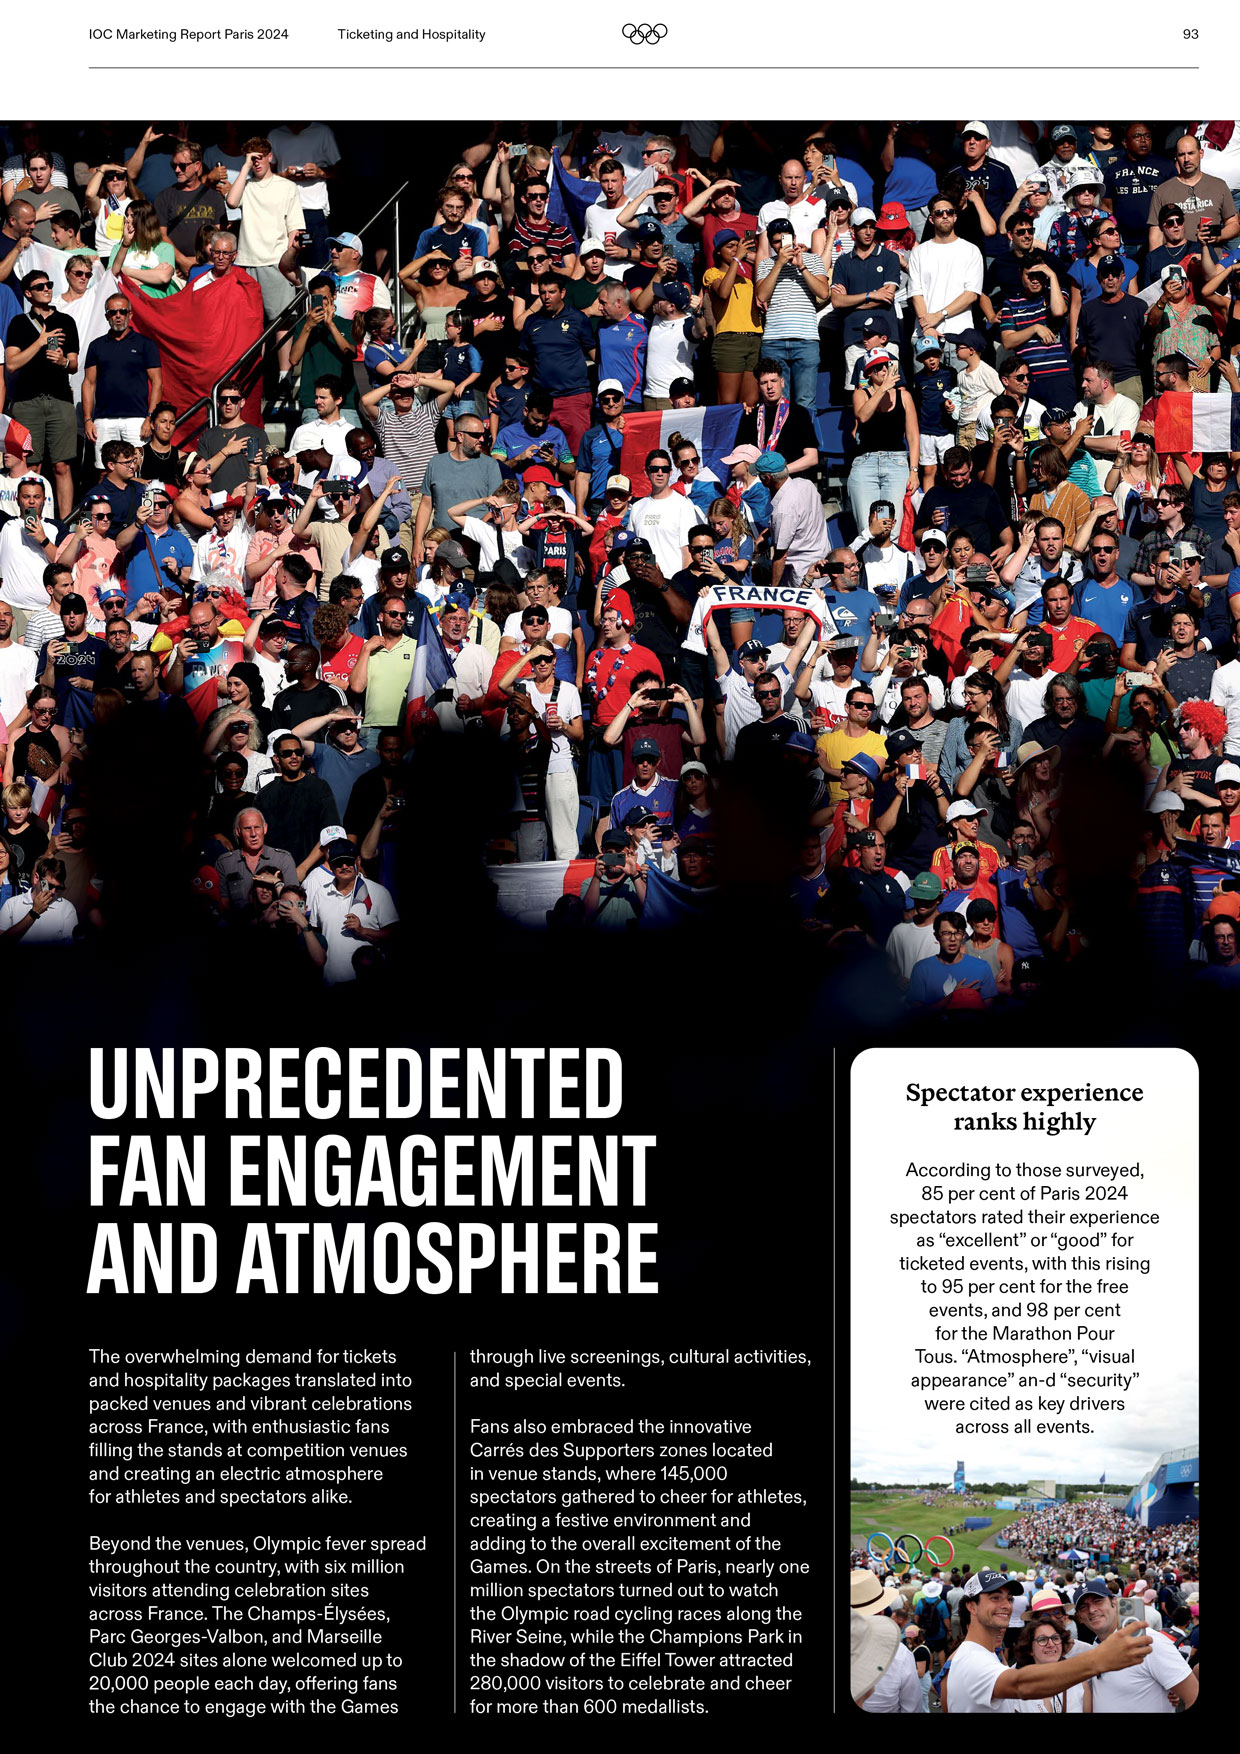 IOC Marketing Report Paris 2024 Ticketing and Hospitality 93
FRANCE
LES BLEUS
COSTA RICA
PARIS
2024
PARIS
FRANCE
2024
UNPRECEDENTED
FAN ENGAGEMENT
AND ATMOSPHERE
The overwhelming demand for tickets
and hospitality packages translated into
packed venues and vibrant celebrations
across France, with enthusiastic fans
filling the stands at competition venues
and creating an electric atmosphere
for athletes and spectators alike.
Beyond the venues, Olympic fever spread
throughout the country, with six million
visitors attending celebration sites
across France. The Champs-Élysées,
Parc Georges-Valbon, and Marseille
Club 2024 sites alone welcomed up to
20,000 people each day, offering fans
the chance to engage with the Games
through live screenings, cultural activities,
and special events.
Fans also embraced the innovative
Carrés des Supporters zones located
in venue stands, where 145,000
spectators gathered to cheer for athletes,
creating a festive environment and
adding to the overall excitement of the
Games. On the streets of Paris, nearly one
million spectators turned out to watch
the Olympic road cycling races along the
River Seine, while the Champions Park in
the shadow of the Eiffel Tower attracted
280,000 visitors to celebrate and cheer
for more than 600 medallists.
Spectator experience
ranks highly
According to those surveyed,
85 per cent of Paris 2024
spectators rated their experience
as “excellent” or “good” for
ticketed events, with this rising
to 95 per cent for the free
events, and 98 per cent
for the Marathon Pour
Tous. “Atmosphere”, “visual
appearance” an-d “security”
were cited as key drivers
across all events.